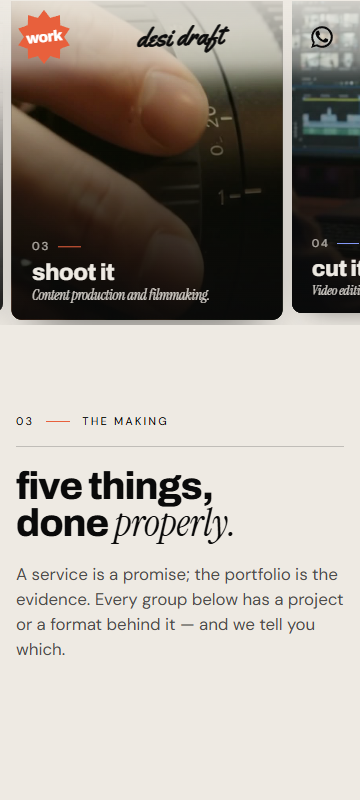 work
desi draft
20
1
03
shoot it
Content production and filmmaking.
04
cut it
Video editi
03
THE MAKING
five things,
done properly.
A service is a promise; the portfolio is the
evidence. Every group below has a project
or a format behind it — and we tell you
which.